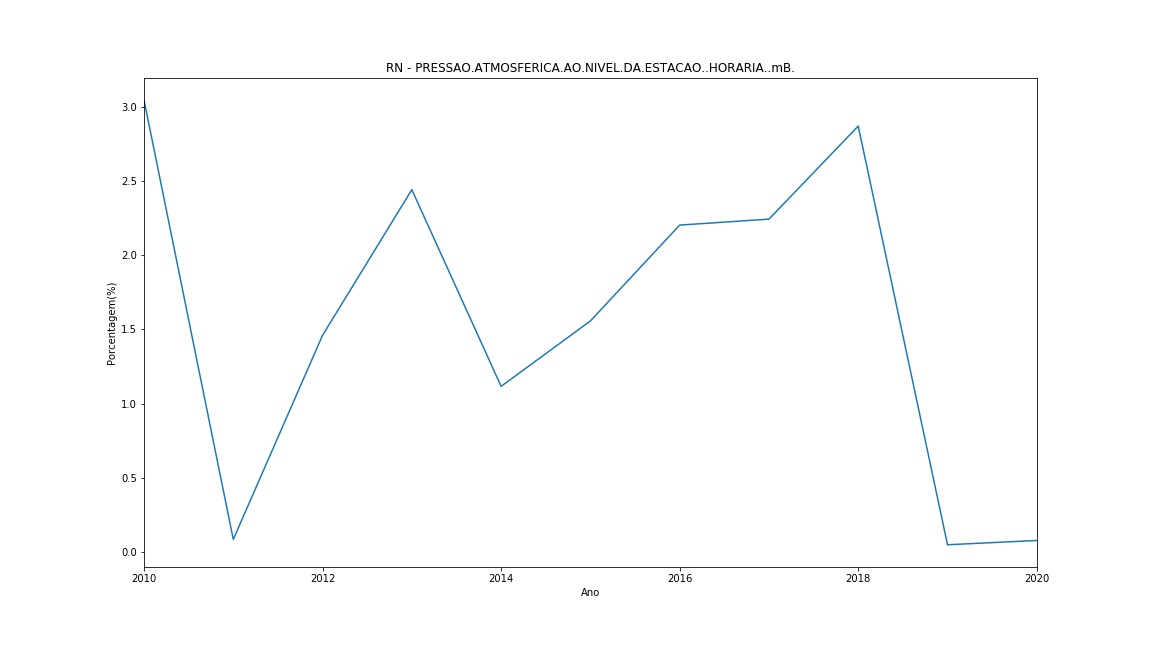 RN - PRESSAO.ATMOSFERICA.AO.NIVEL.DA.ESTACAO..HORARIA..mB.
3.0
2.5
2.0
1.5
1.0
0.5
0.0
Porcentagem(%)
2010 2012 2014 2016 2018 2020
Ano